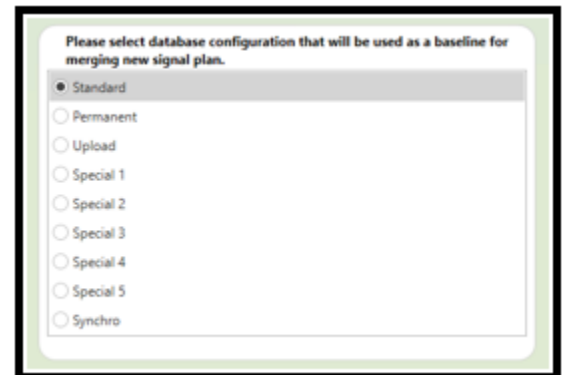 Please select database configuration that will be used as a baseline for
merging new signal plan.
Standard
Permanent
Upload
Special 1
Special 2
Special 3
Special 4
Special 5
Synchro